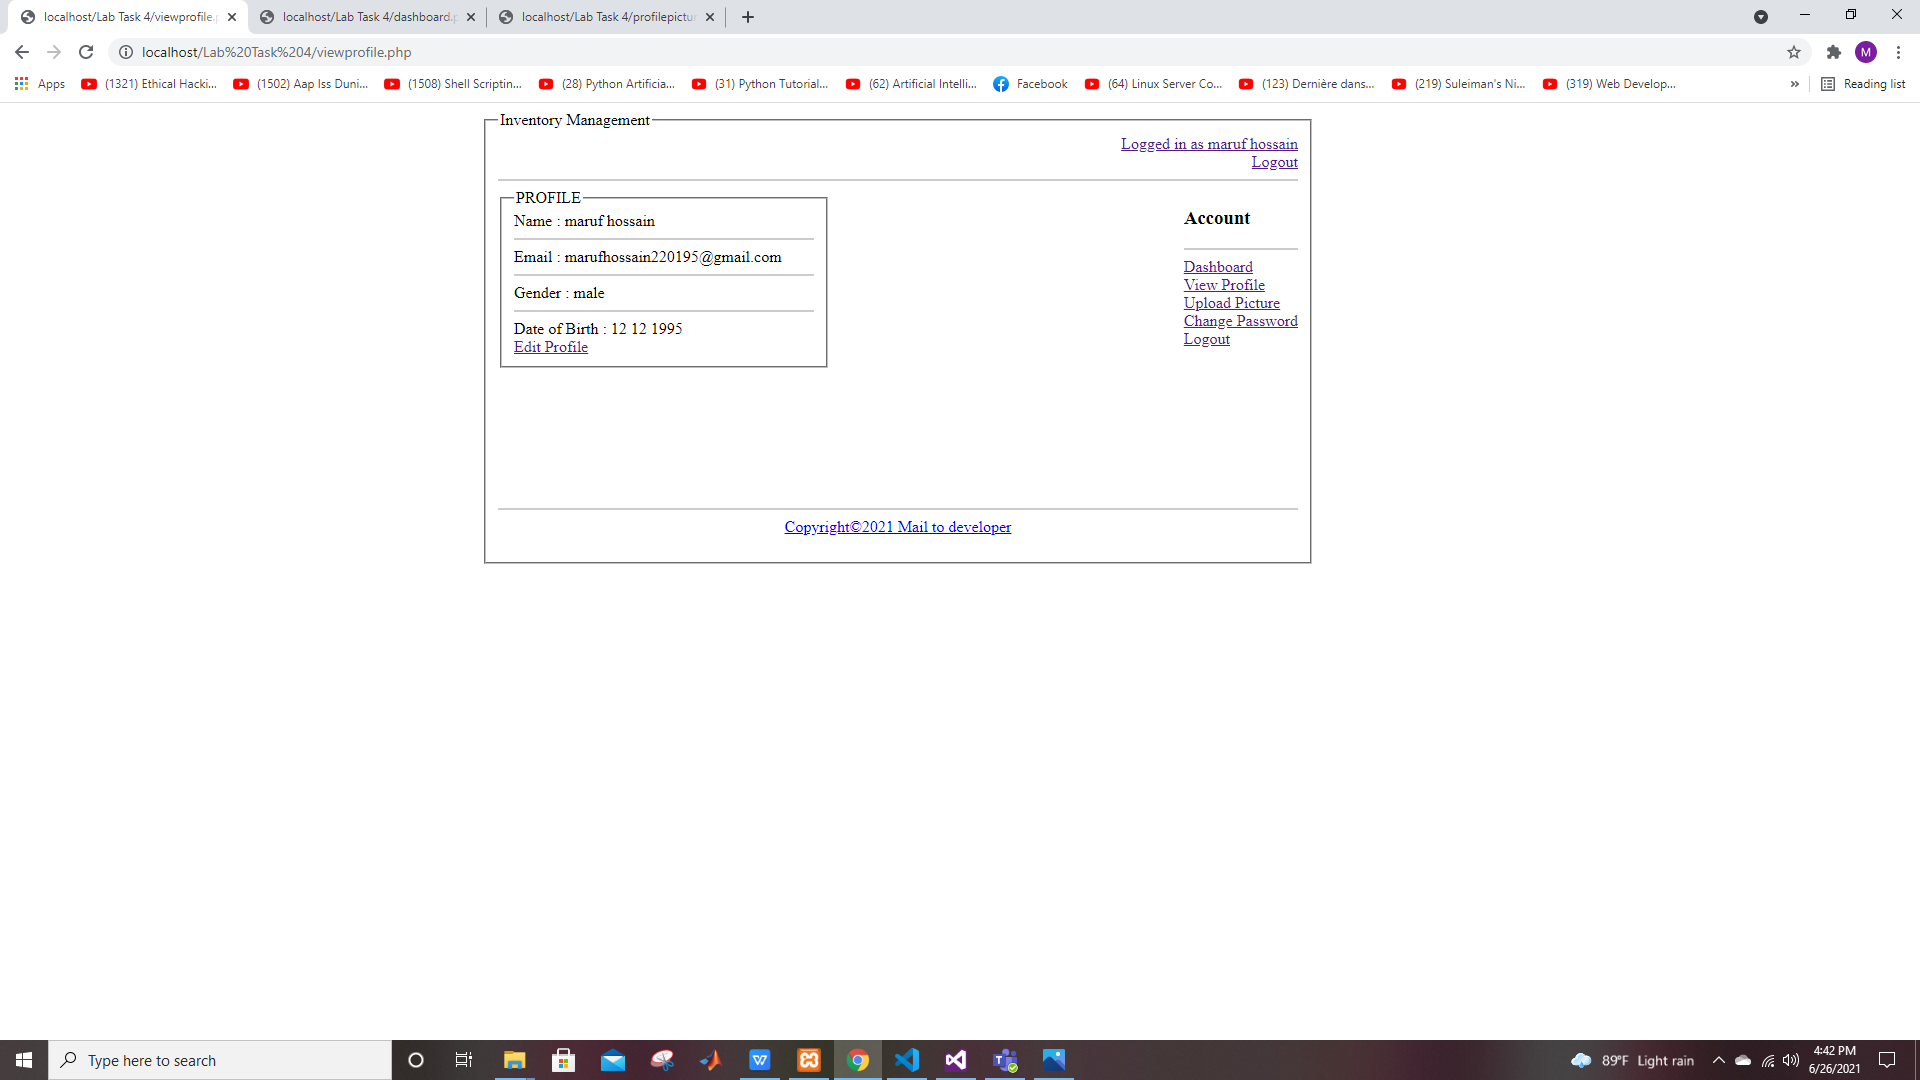 localhost/Lab Task 4/viewprofile.
localhost/Lab Task 4/dashboard.
localhost/Lab Task 4/profilepictu
localhost/Lab%20Task%204/viewprofile.php
M
Apps
(1321) Ethical Hacki...
(1502) Aap Iss Duni...
(1508) Shell Scriptin...
(28) Python Artificia...
(31) Python Tutorial...
(62) Artificial Intelli...
Facebook
(64) Linux Server Co...
(123) Dernière dans...
(219) Suleiman's Ni...
(319) Web Develop...
»
Reading list
Inventory Management
Logged in as maruf hossain
Logout
PROFILE
Name : maruf hossain
Email : marufhossain220195@gmail.com
Gender : male
Date of Birth : 12 12 1995
Edit Profile
Account
Dashboard
View Profile
Upload Picture
Change Password
Logout
Copyright©2021 Mail to developer
Type here to search
89°F Light rain
4:42 PM
6/26/2021